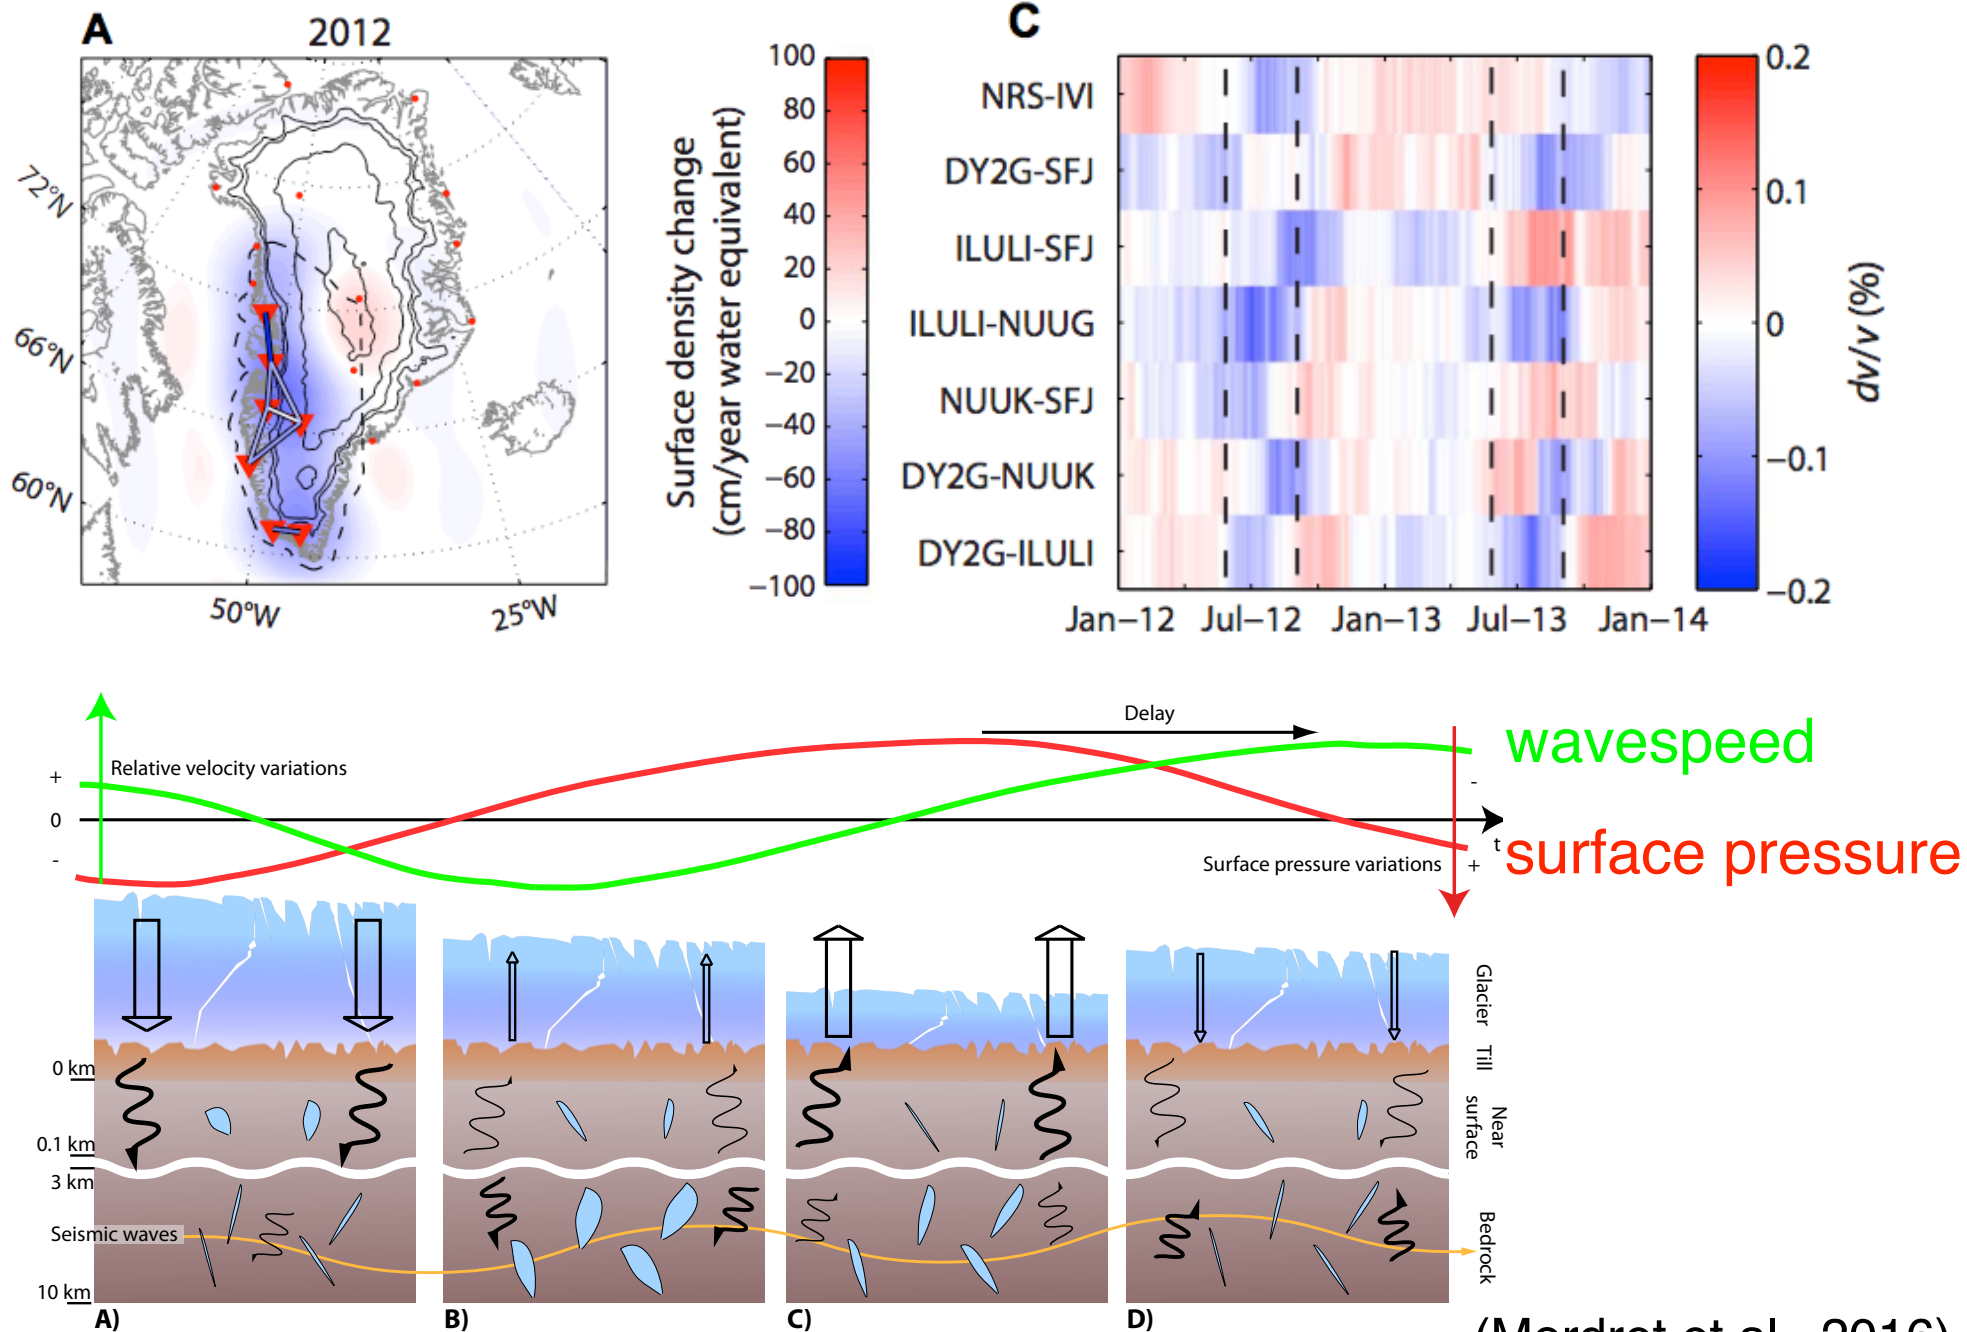 A
2012
72°N
66°N
60°N
50°W
25°W
Surface density change
(cm/year water equivalent)
100
80
60
40
20
0
−20
−40
−60
−80
−100
C
NRS-IVI
DY2G-SFJ
ILULI-SFJ
ILULI-NUUG
NUUK-SFJ
DY2G-NUUK
DY2G-ILULI
Jan–12 Jul–12 Jan–13 Jul–13 Jan–14
0.2
0.1
0
−0.1
−0.2
dv/v (%)
Delay
wavespeed
Relative velocity variations
+
0
-
-
t
+
Surface pressure variations
surface pressure
Glacier
Till
Near
surface
Bedrock
0 km
0.1 km
3 km
Seismic waves
10 km
A)
B)
C)
D)
(Mordret et al., 2016)